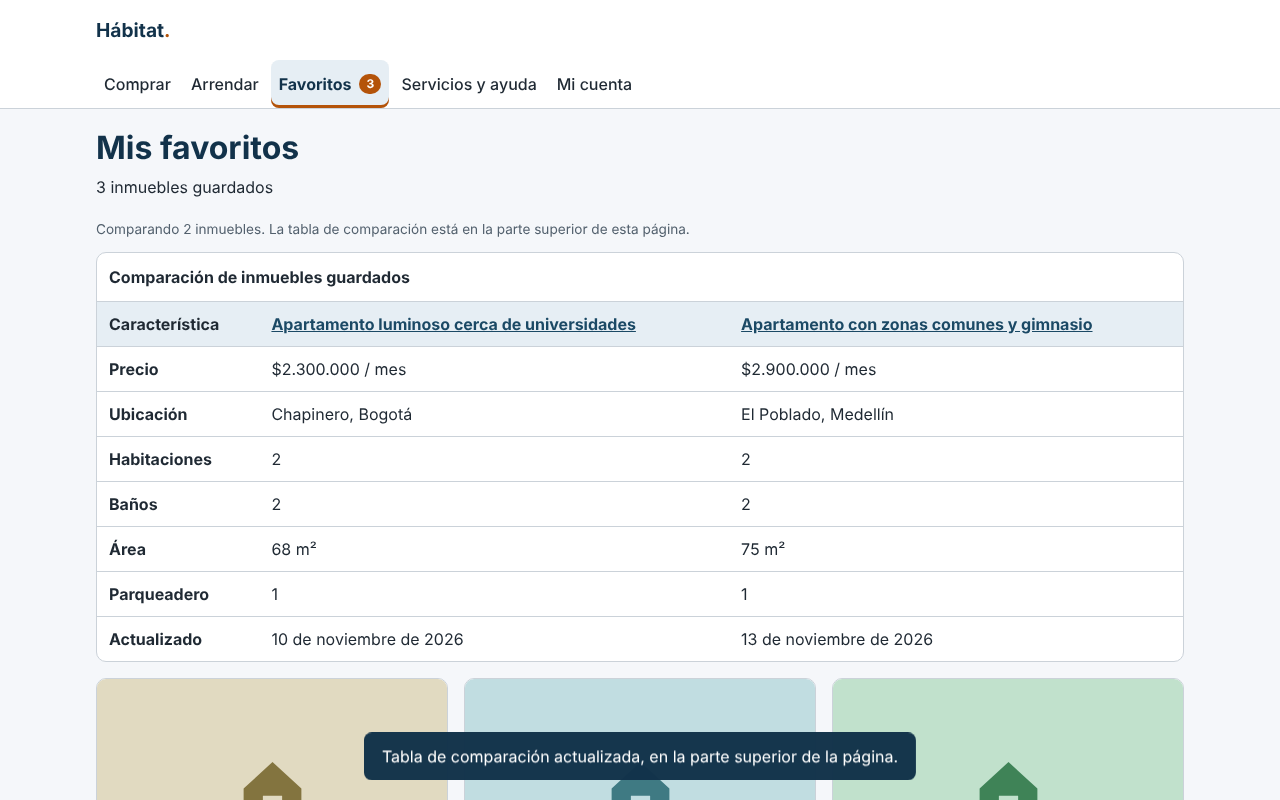 Hábitat.
Comprar Arrendar Favoritos 3 Servicios y ayuda Mi cuenta
Mis favoritos
3 inmuebles guardados
Comparando 2 inmuebles. La tabla de comparación está en la parte superior de esta página.
Comparación de inmuebles guardados
Característica Apartamento luminoso cerca de universidades Apartamento con zonas comunes y gimnasio
Precio $2.300.000 / mes $2.900.000 / mes
Ubicación Chapinero, Bogotá El Poblado, Medellín
Habitaciones 2 2
Baños 2 2
Área 68 m² 75 m²
Parqueadero 1 1
Actualizado 10 de noviembre de 2026 13 de noviembre de 2026
Tabla de comparación actualizada, en la parte superior de la página.